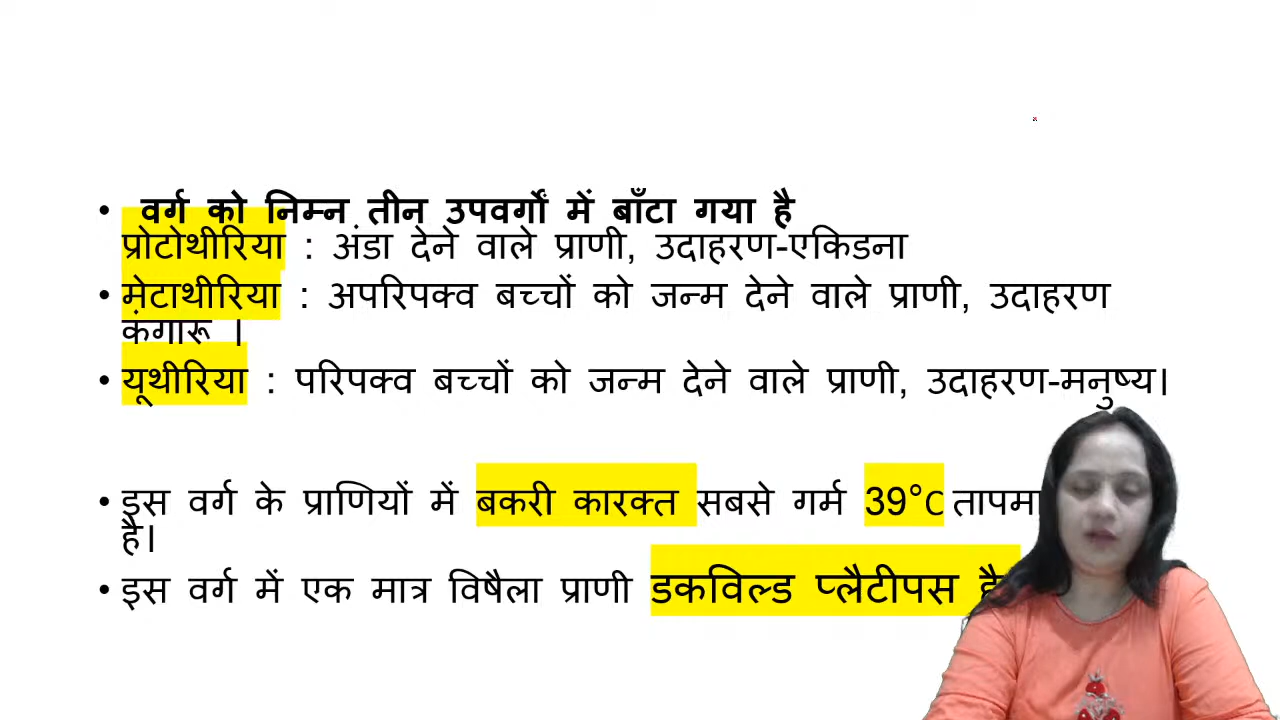 • वर्ग को निम्न तीन उपवर्गों में बाँटा गया है
प्रोटोथीरिया : अंडा देने वाले प्राणी, उदाहरण-एकिडना
• मेटाथीरिया : अपरिपक्व बच्चों को जन्म देने वाले प्राणी, उदाहरण
कंगारू ।
• यूथीरिया : परिपक्व बच्चों को जन्म देने वाले प्राणी, उदाहरण-मनुष्य।
• इस वर्ग के प्राणियों में बकरी कारक्त सबसे गर्म 39°C
है।
• इस वर्ग में एक मात्र विषैला प्राणी डकविल्ड प्लैटीपस है